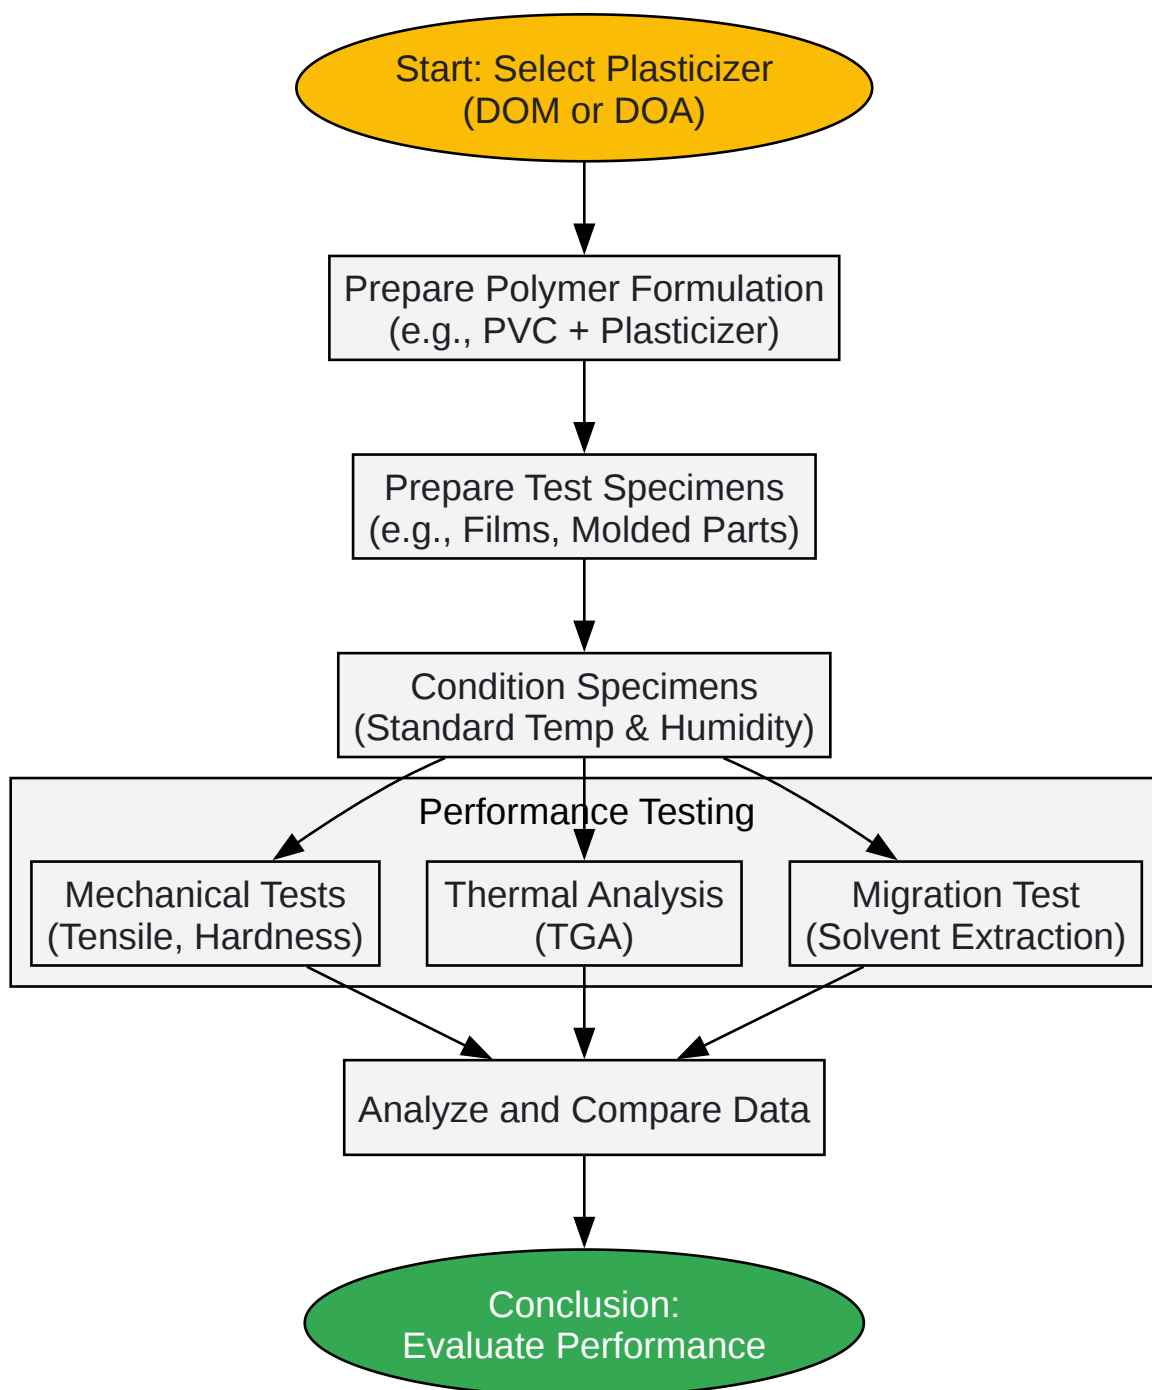 Start: Select Plasticizer
(DOM or DOA)
Prepare Polymer Formulation
(e.g., PVC + Plasticizer)
Prepare Test Specimens
(e.g., Films, Molded Parts)
Condition Specimens
(Standard Temp & Humidity)
Performance Testing
Mechanical Tests
(Tensile, Hardness)
Thermal Analysis
(TGA)
Migration Test
(Solvent Extraction)
Analyze and Compare Data
Conclusion:
Evaluate Performance